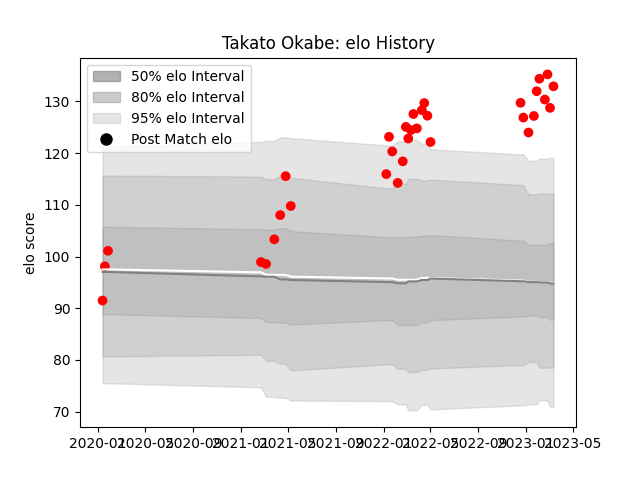 Takato Okabe: elo History
50% elo Interval
80% elo Interval
95% elo Interval
Post Match elo
elo score
130
120
110
100
90
80
70
2020-01 2020-05 2020-09 2021-01 2021-05 2021-09 2022-01 2022-05 2022-09 2023-01 2023-05